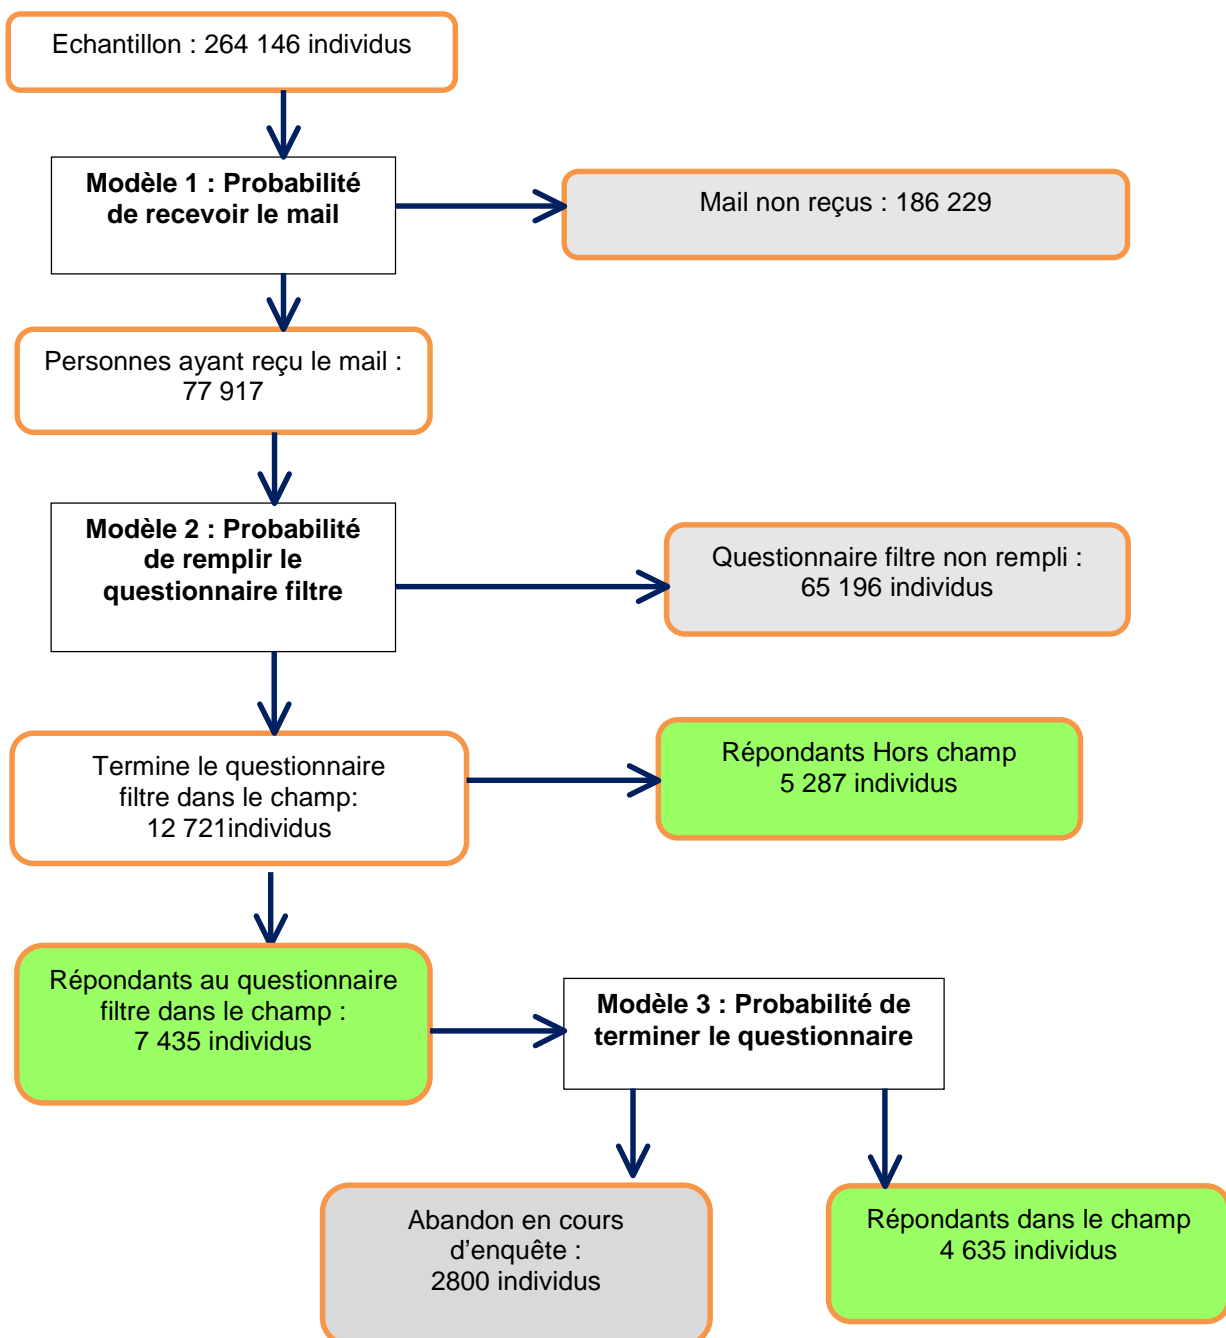 Echantillon : 264 146 individus
Modèle 1 : Probabilité
de recevoir le mail
Mail non reçus : 186 229
Personnes ayant reçu le mail :
77 917
Modèle 2 : Probabilité
de remplir le
questionnaire filtre
Questionnaire filtre non rempli :
65 196 individus
Termine le questionnaire
filtre dans le champ:
12 721individus
Répondants Hors champ
5 287 individus
Répondants au questionnaire
filtre dans le champ :
7 435 individus
Modèle 3 : Probabilité de
terminer le questionnaire
Abandon en cours
d’enquête :
2800 individus
Répondants dans le champ
4 635 individus